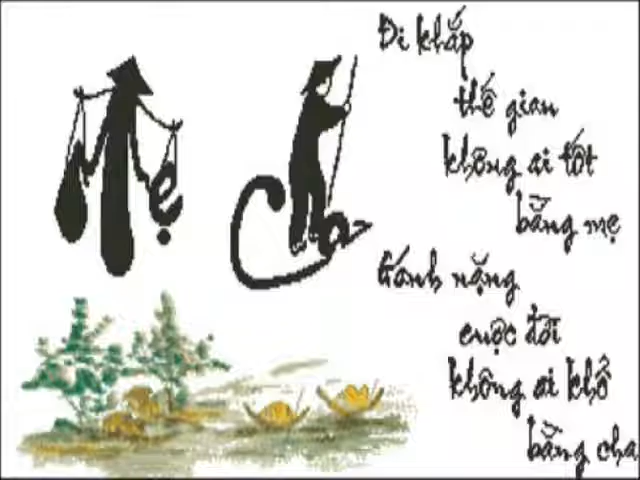 Mẹ Cha
Đi khắp
thế gian
không ai tốt
bằng mẹ
Gánh nặng
cuộc đời
không ai khổ
bằng cha